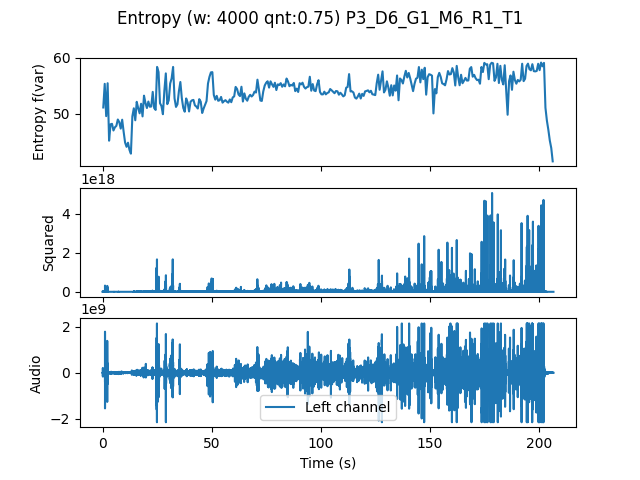 Entropy (w: 4000 qnt:0.75) P3_D6_G1_M6_R1_T1
60
50
Entropy f(var)
1e18
4
2
0
Squared
1e9
2
0
−2
Audio
Left channel
0 50 100 150 200
Time (s)